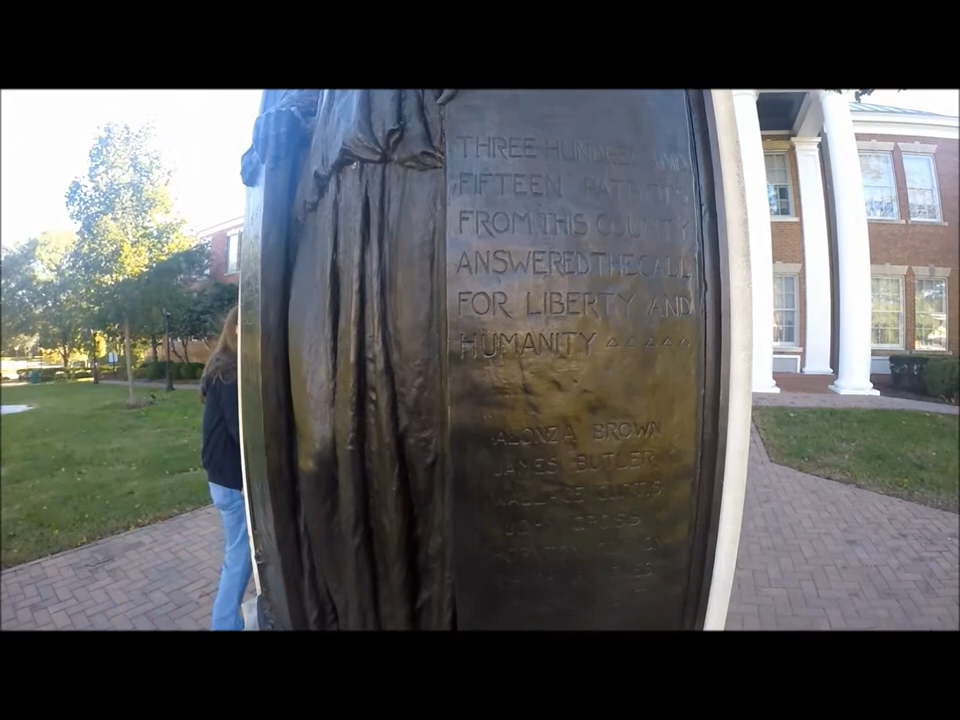 THREE HUNDRED AND
FIFTEEN PATRIOTS
FROM THIS COUNTY
ANSWERED THE CALL
FOR LIBERTY AND
HUMANITY
ALONZA BROWN
JAMES BUTLER
WALLACE CURTIS
JOHN CROSS